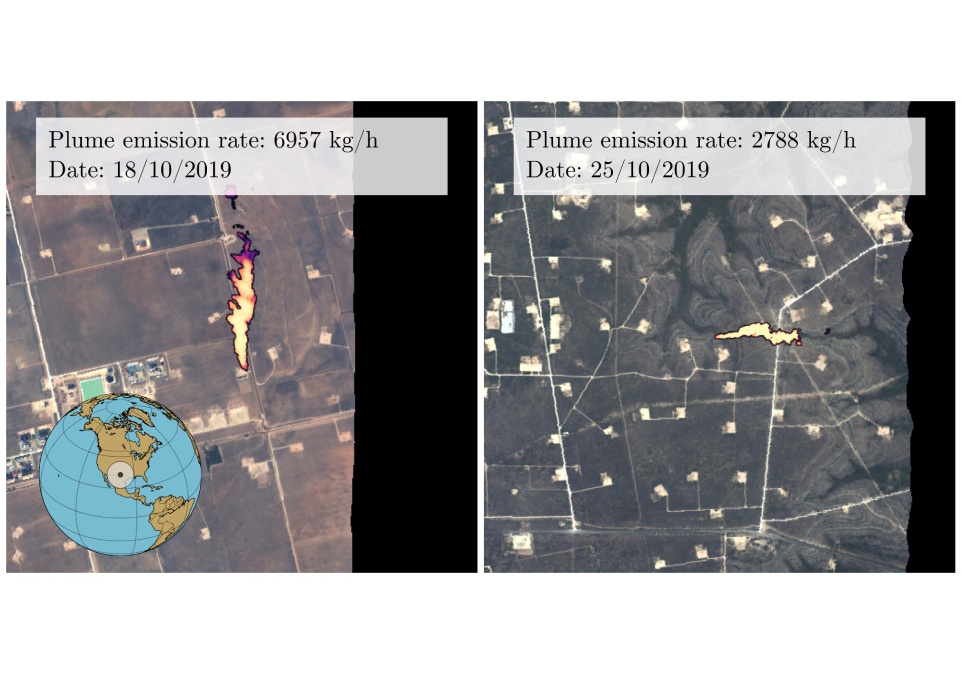 Plume emission rate: 6957 kg/h
Date: 18/10/2019
Plume emission rate: 2788 kg/h
Date: 25/10/2019